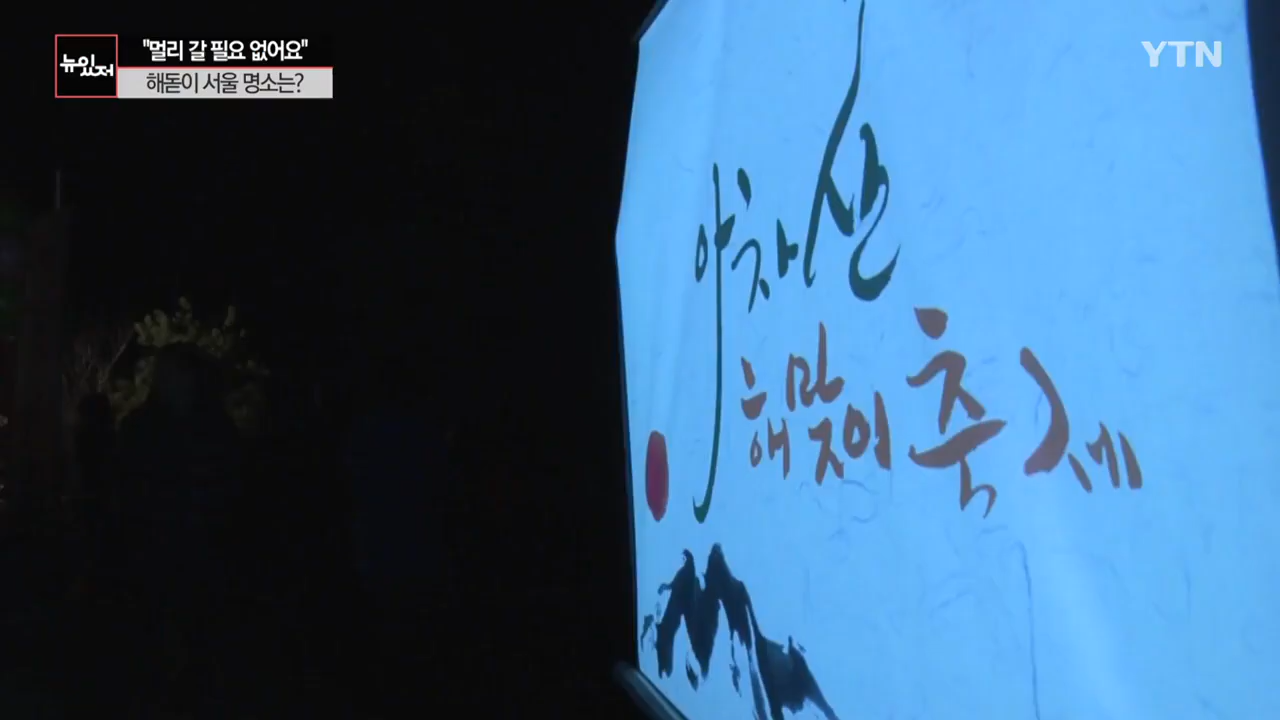 뉴있저
"멀리 갈 필요 없어요"
해돋이 서울 명소는?
YTN
아차산
해맞이 축제